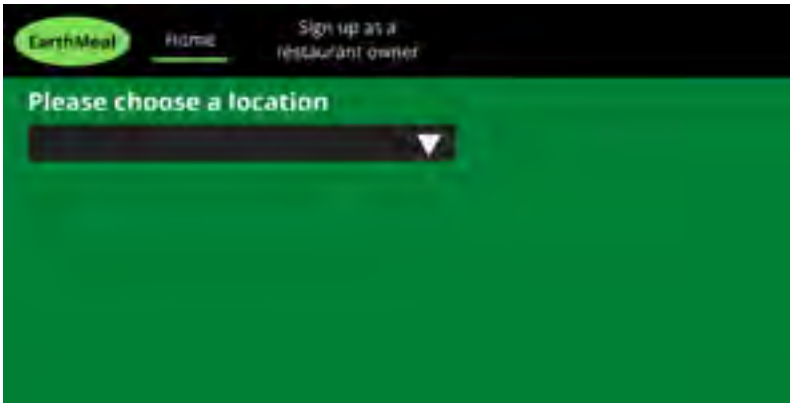 EarthMeal
Home
Sign up as a
restaurant owner
Please choose a location